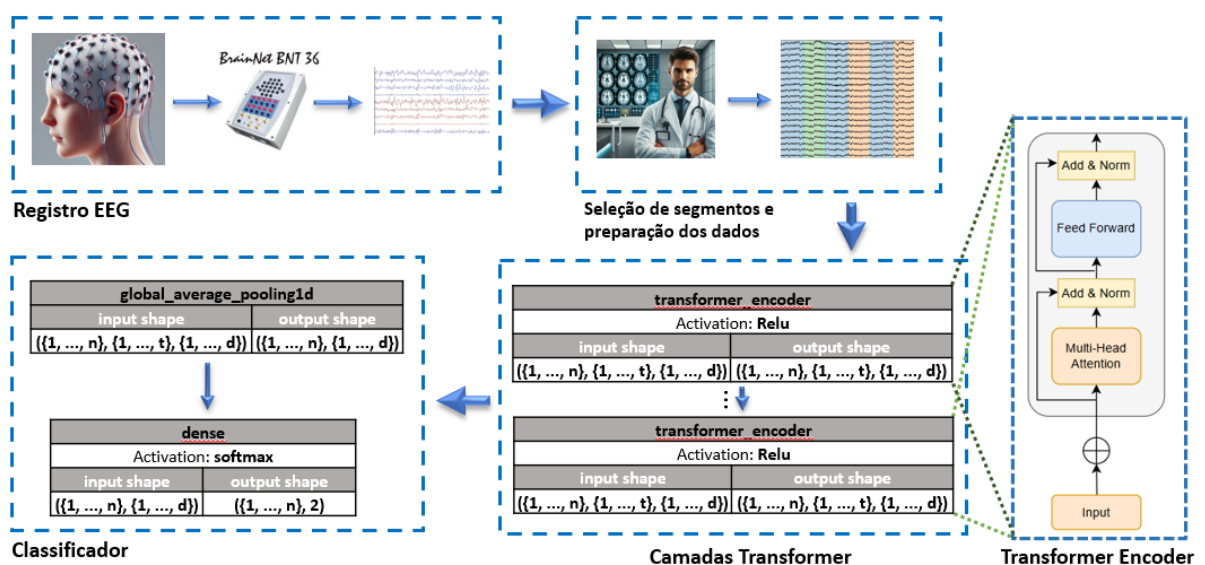 BrainNet BNT 36
Registro EEG
Seleção de segmentos e
preparação dos dados
transformer_encoder
Activation: Relu
input shape
output shape
({1, ..., n}, {1, ..., t}, {1, ..., d})
({1, ..., n}, {1, ..., t}, {1, ..., d})
transformer_encoder
Activation: Relu
input shape
output shape
({1, ..., n}, {1, ..., t}, {1, ..., d})
({1, ..., n}, {1, ..., t}, {1, ..., d})
Camadas Transformer
Add & Norm
Feed Forward
Add & Norm
Multi-Head
Attention
Input
Transformer Encoder
global_average_pooling1d
input shape
output shape
({1, ..., n}, {1, ..., t}, {1, ..., d})
({1, ..., n}, {1, ..., d})
dense
Activation: softmax
input shape
output shape
({1, ..., n}, {1, ..., d})
({1, ..., n}, 2)
Classificador